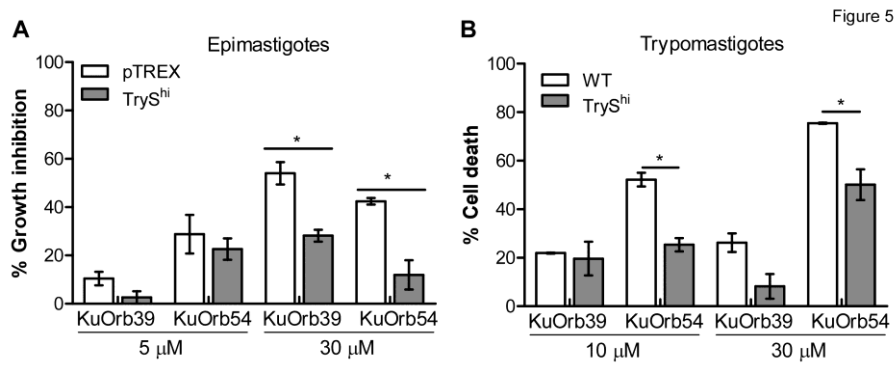 Figure 5
A
Epimastigotes
pTREX
TryS^hi
% Growth inhibition
100
80
60
40
20
0
*
*
KuOrb39 KuOrb54 KuOrb39 KuOrb54
5 µM 30 µM
B
Trypomastigotes
WT
TryS^hi
% Cell death
100
80
60
40
20
0
*
*
KuOrb39 KuOrb54 KuOrb39 KuOrb54
10 µM 30 µM